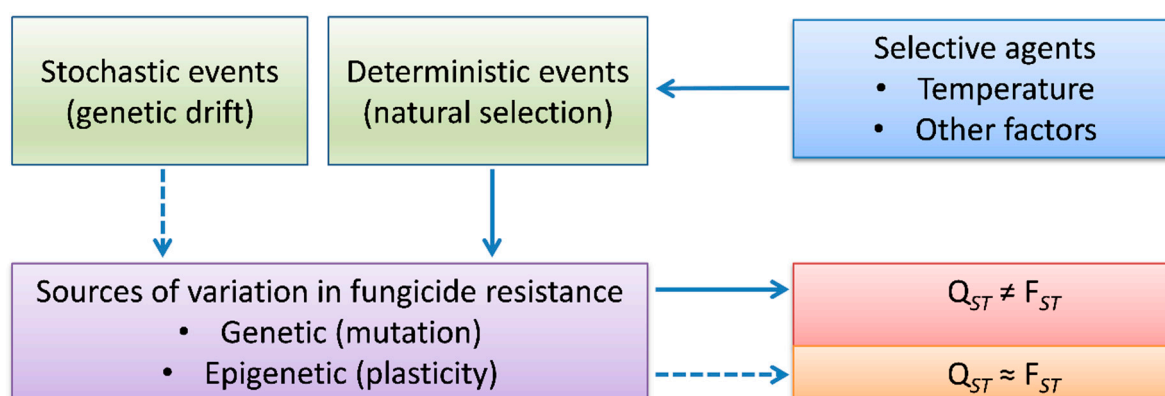 Stochastic events
(genetic drift)
Deterministic events
(natural selection)
Selective agents
• Temperature
• Other factors
Sources of variation in fungicide resistance
• Genetic (mutation)
• Epigenetic (plasticity)
QST ≠ FST
QST ≈ FST